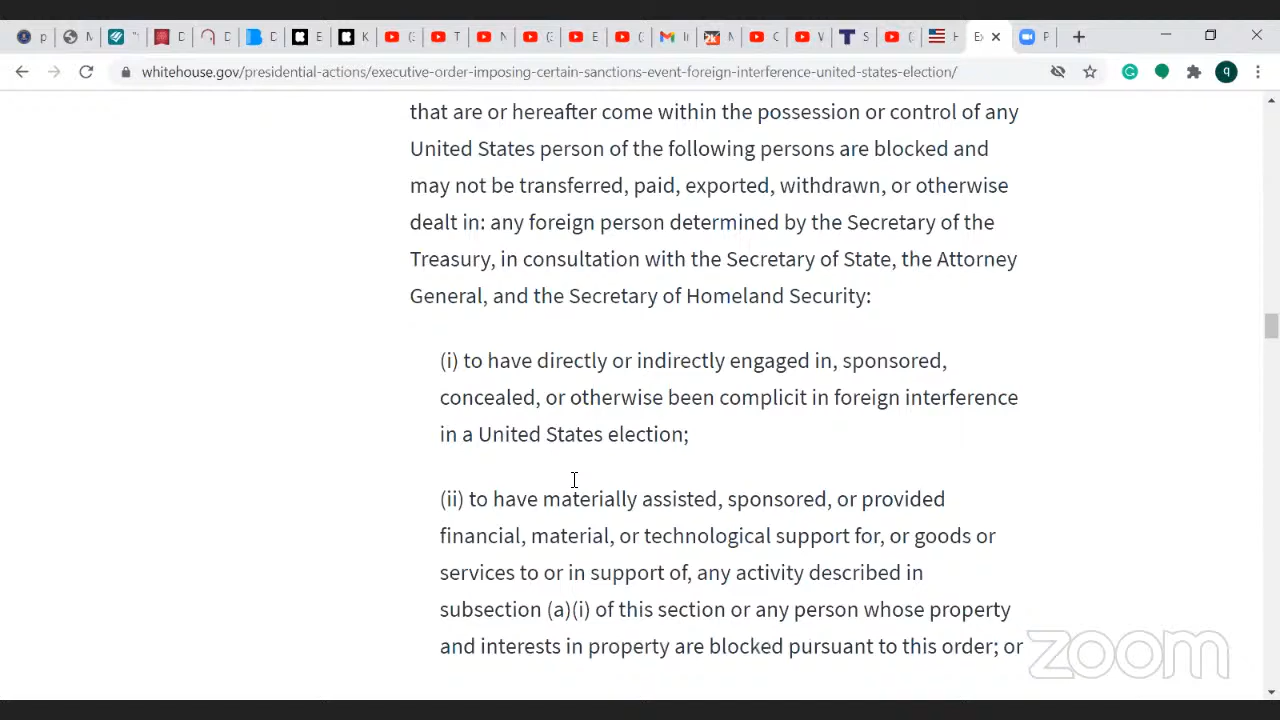 p
M
"
D
D
E
K
T
M
E
Ir
M
C
V
S
H
Ex
P
whitehouse.gov/presidential-actions/executive-order-imposing-certain-sanctions-event-foreign-interference-united-states-election/
q
that are or hereafter come within the possession or control of any
United States person of the following persons are blocked and
may not be transferred, paid, exported, withdrawn, or otherwise
dealt in: any foreign person determined by the Secretary of the
Treasury, in consultation with the Secretary of State, the Attorney
General, and the Secretary of Homeland Security:
(i) to have directly or indirectly engaged in, sponsored,
concealed, or otherwise been complicit in foreign interference
in a United States election;
(ii) to have materially assisted, sponsored, or provided
financial, material, or technological support for, or goods or
services to or in support of, any activity described in
subsection (a)(i) of this section or any person whose property
and interests in property are blocked pursuant to this order; or
zoom